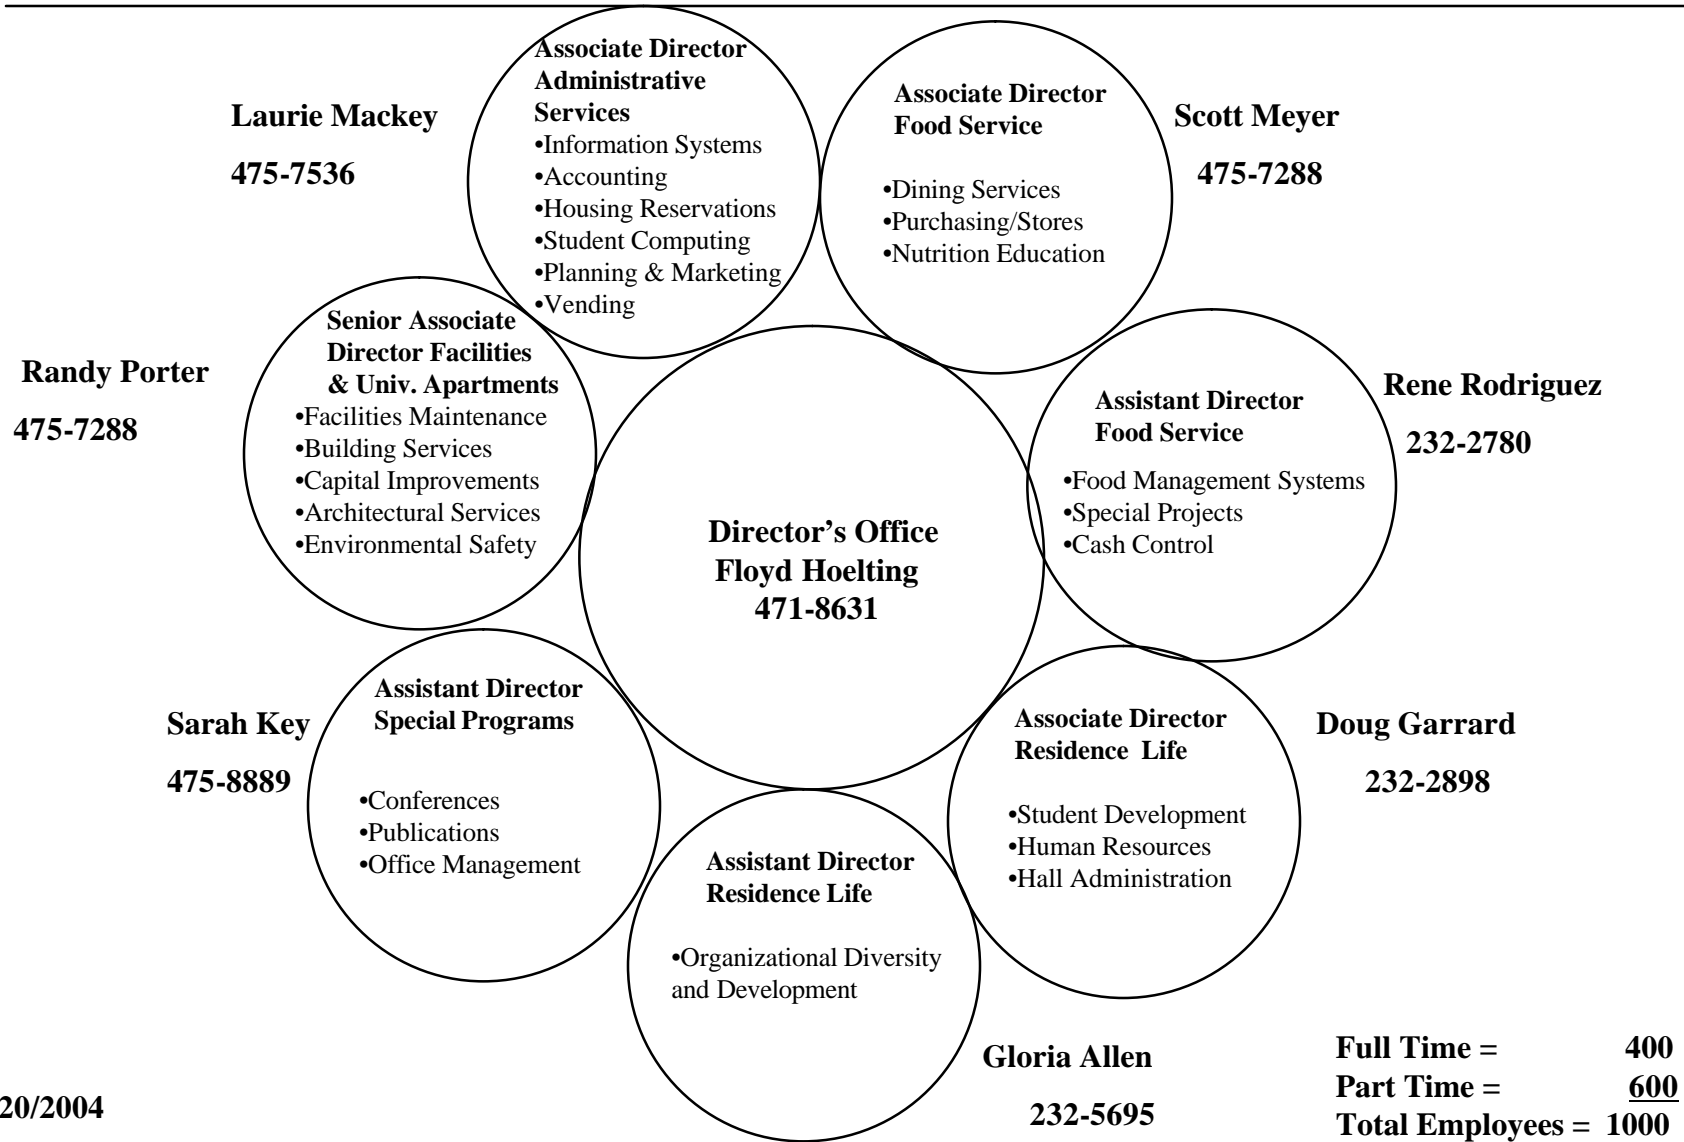 Associate Director
Administrative
Services
•Information Systems
•Accounting
•Housing Reservations
•Student Computing
•Planning & Marketing
•Vending
Laurie Mackey
475-7536
Associate Director
Food Service
•Dining Services
•Purchasing/Stores
•Nutrition Education
Scott Meyer
475-7288
Senior Associate
Director Facilities
& Univ. Apartments
•Facilities Maintenance
•Building Services
•Capital Improvements
•Architectural Services
•Environmental Safety
Randy Porter
475-7288
Assistant Director
Food Service
•Food Management Systems
•Special Projects
•Cash Control
Rene Rodriguez
232-2780
Director’s Office
Floyd Hoelting
471-8631
Assistant Director
Special Programs
•Conferences
•Publications
•Office Management
Sarah Key
475-8889
Associate Director
Residence Life
•Student Development
•Human Resources
•Hall Administration
Doug Garrard
232-2898
Assistant Director
Residence Life
•Organizational Diversity
and Development
Gloria Allen
232-5695
Full Time = 400
Part Time = 600
Total Employees = 1000
20/2004